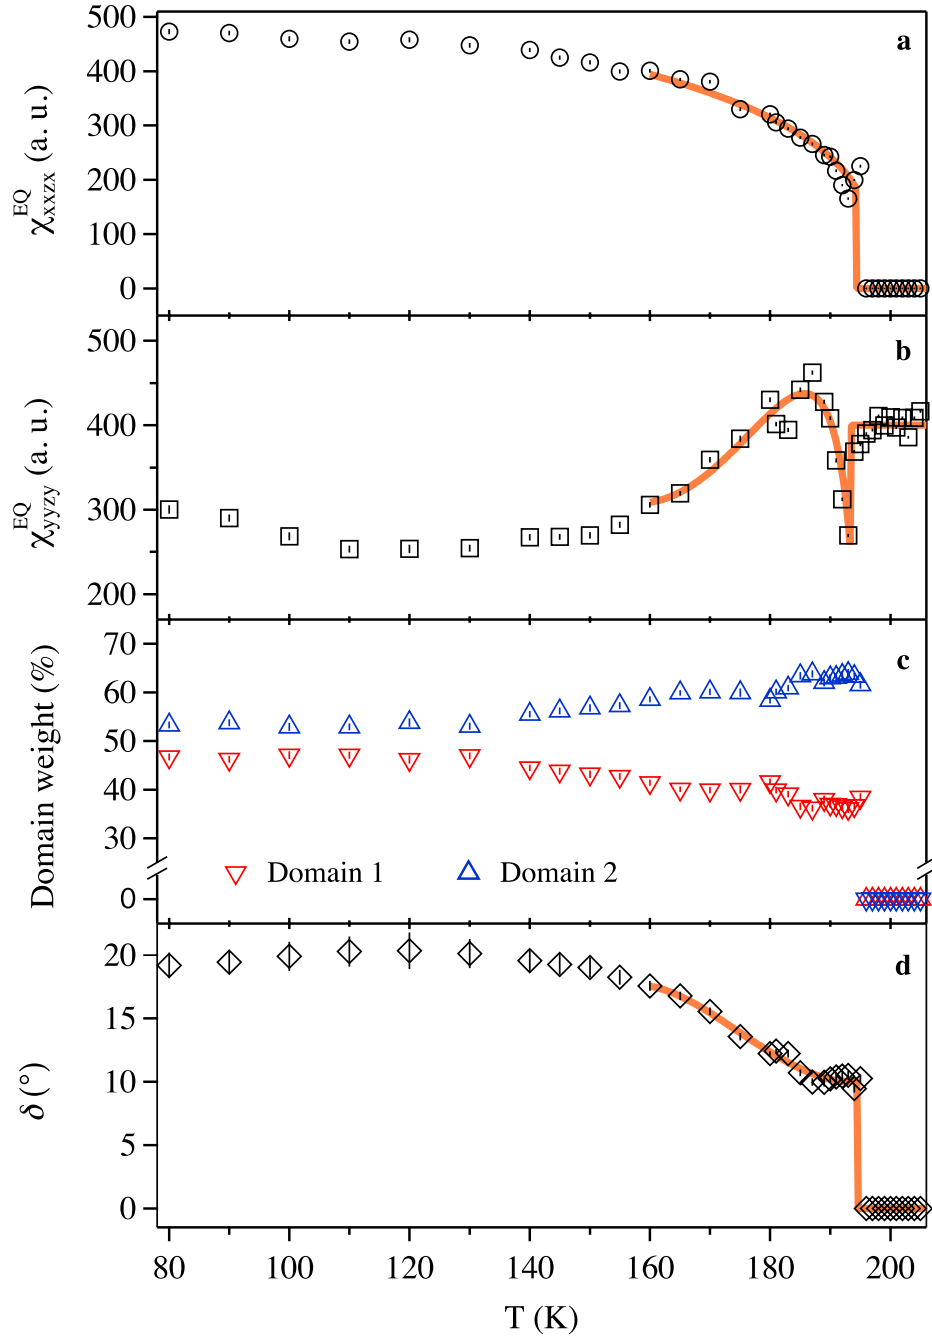 a
500
400
300
200
100
0
χ^EQ_xxzx (a. u.)
b
500
400
300
200
χ^EQ_yyzy (a. u.)
c
70
60
50
40
30
0
Domain weight (%)
Domain 1 Domain 2
d
20
15
10
5
0
δ (°)
80 100 120 140 160 180 200
T (K)